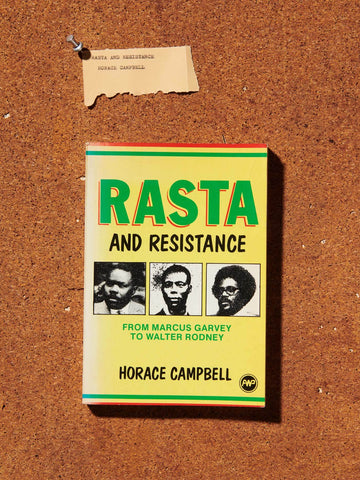 RASTA AND RESISTANCE
HORACE CAMPBELL
RASTA
AND RESISTANCE
FROM MARCUS GARVEY
TO WALTER RODNEY
HORACE CAMPBELL
AWP